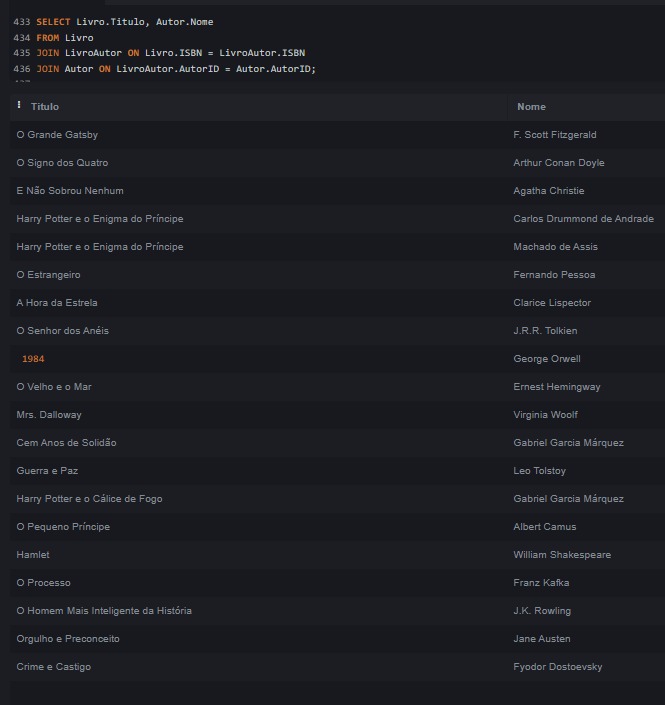 433 SELECT Livro.Titulo, Autor.Nome
434 FROM Livro
435 JOIN LivroAutor ON Livro.ISBN = LivroAutor.ISBN
436 JOIN Autor ON LivroAutor.AutorID = Autor.AutorID;
Titulo Nome
O Grande Gatsby F. Scott Fitzgerald
O Signo dos Quatro Arthur Conan Doyle
E Não Sobrou Nenhum Agatha Christie
Harry Potter e o Enigma do Príncipe Carlos Drummond de Andrade
Harry Potter e o Enigma do Príncipe Machado de Assis
O Estrangeiro Fernando Pessoa
A Hora da Estrela Clarice Lispector
O Senhor dos Anéis J.R.R. Tolkien
1984 George Orwell
O Velho e o Mar Ernest Hemingway
Mrs. Dalloway Virginia Woolf
Cem Anos de Solidão Gabriel Garcia Márquez
Guerra e Paz Leo Tolstoy
Harry Potter e o Cálice de Fogo Gabriel Garcia Márquez
O Pequeno Príncipe Albert Camus
Hamlet William Shakespeare
O Processo Franz Kafka
O Homem Mais Inteligente da História J.K. Rowling
Orgulho e Preconceito Jane Austen
Crime e Castigo Fyodor Dostoevsky